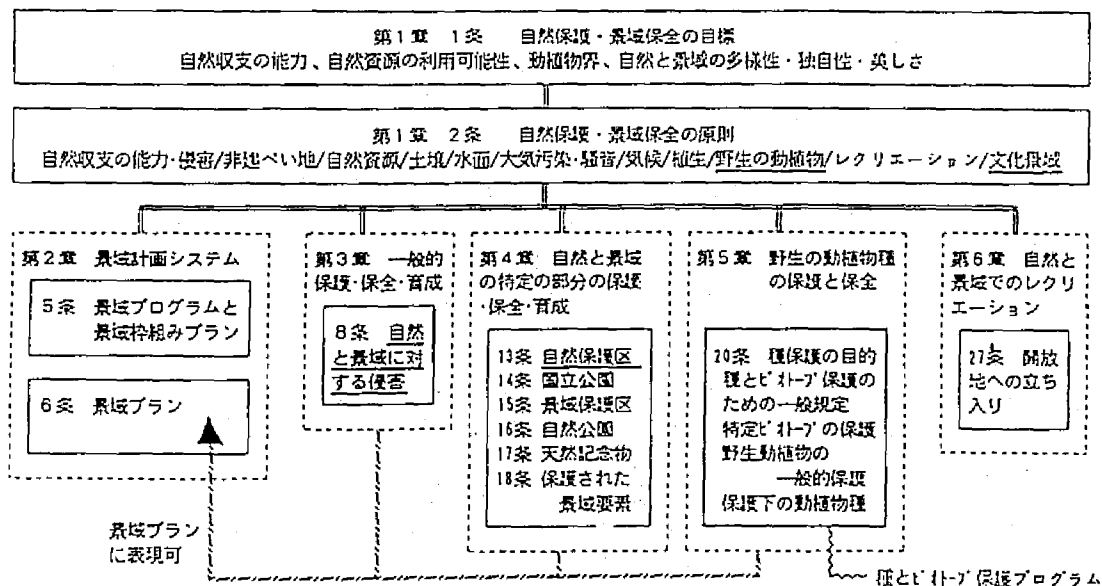 第1章 1条 自然保護・景域保全の目標
自然収支の能力、自然資源の利用可能性、動植物界、自然と景域の多様性・独自性・美しさ
第1章 2条 自然保護・景域保全の原則
自然収支の能力・侵害/非建ぺい地/自然資源/土壌/水面/大気汚染・騒音/気候/植生/野生の動植物/レクリエーション/文化景域
第2章 景域計画システム
5条 景域プログラムと
景域枠組みプラン
6条 景域プラン
景域プラン
に表現可
第3章 一般的
保護・保全・育成
8条 自然
と景域に対
する侵害
第4章 自然と景域
の特定の部分の保護
・保全・育成
13条 自然保護区
14条 国立公園
15条 景域保護区
16条 自然公園
17条 天然記念物
18条 保護された
景域要素
第5章 野生の動植物種
の保護と保全
20条 種保護の目的
種とビオトープ保護の
ための一般規定
特定ビオトープの保護
野生動植物の
一般的保護
保護下の動植物種
種とビオトープ保護プログラム
第6章 自然と
景域でのレクリ
エーション
27条 開放
地への立ち
入り